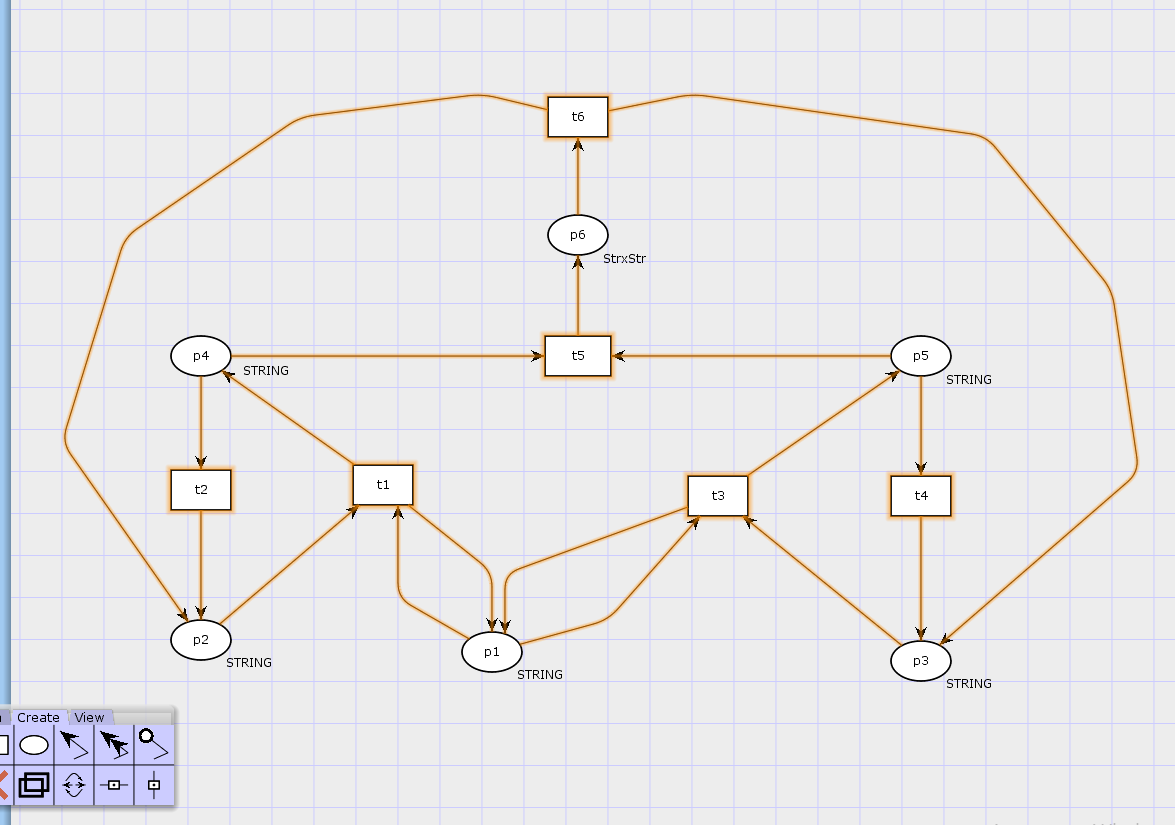 t6
p6
StrxStr
p4
STRING
t5
p5
STRING
t2
t1
t3
t4
p2
STRING
p1
STRING
p3
STRING
Create
View